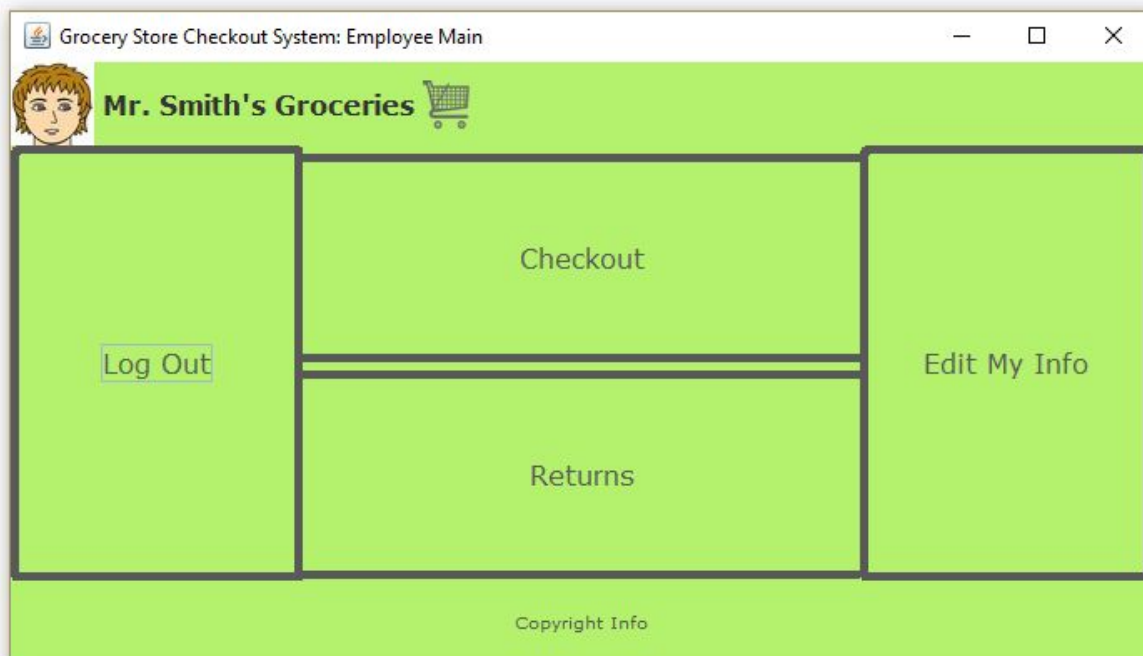 Grocery Store Checkout System: Employee Main
Mr. Smith's Groceries
Checkout
Log Out
Edit My Info
Returns
Copyright Info